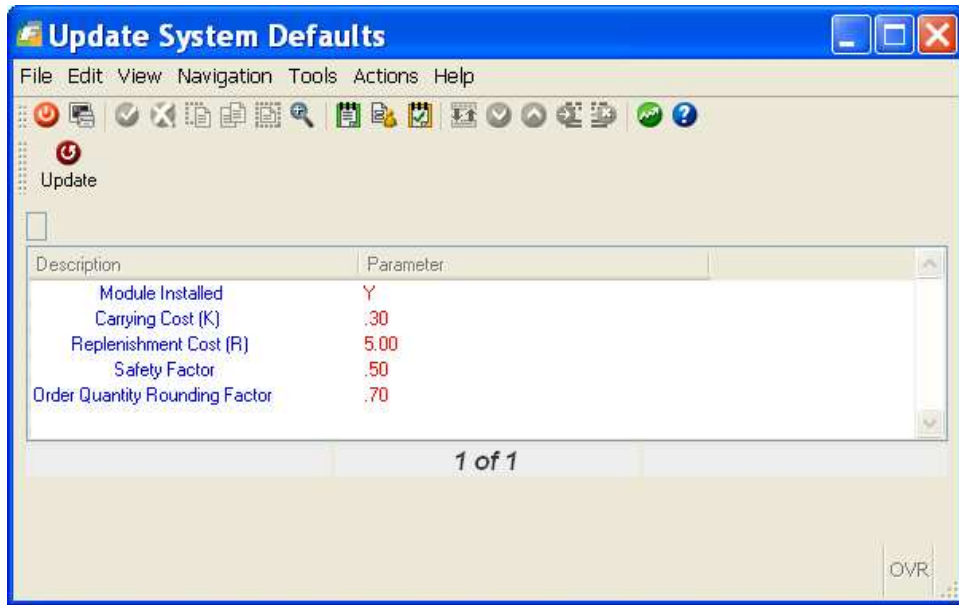 Update System Defaults
File Edit View Navigation Tools Actions Help
Update
Description Parameter
Module Installed Y
Carrying Cost (K) .30
Replenishment Cost (R) 5.00
Safety Factor .50
Order Quantity Rounding Factor .70
1 of 1
OVR